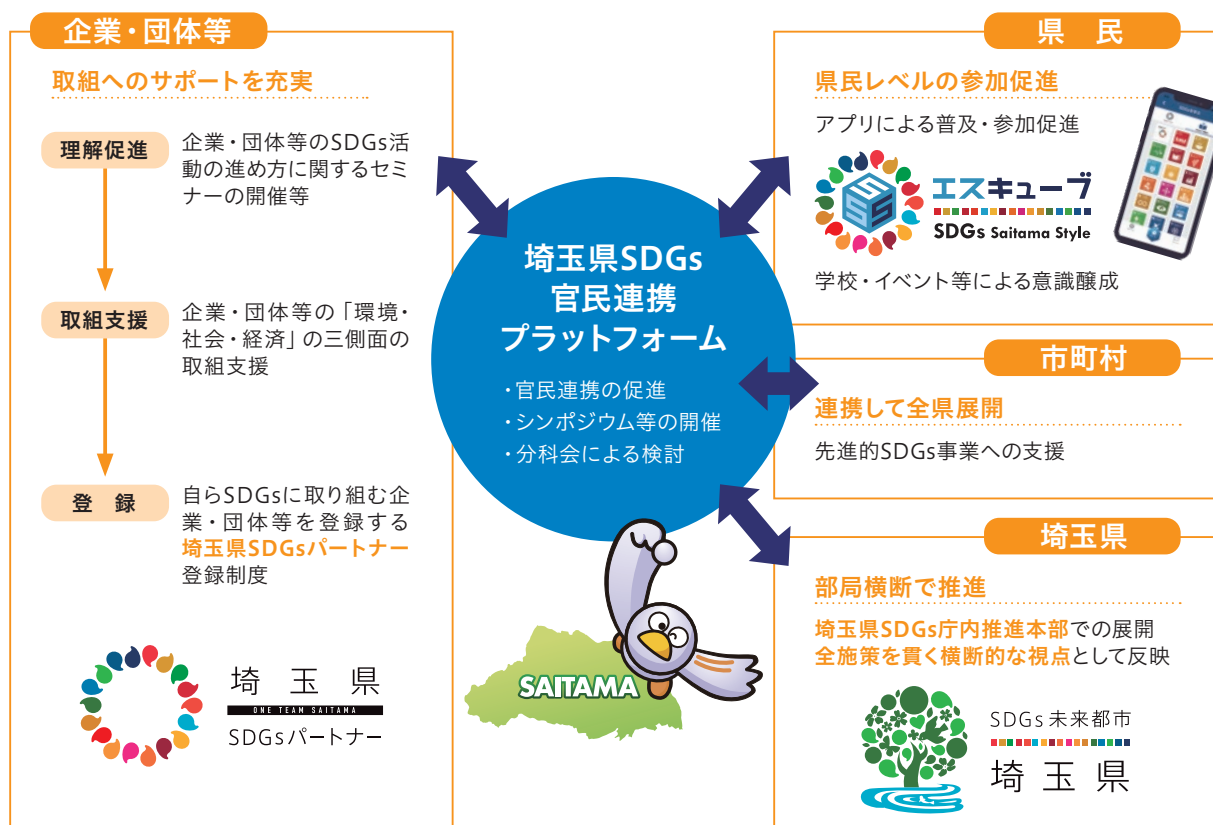 企業・団体等
取組へのサポートを充実
理解促進
企業・団体等のSDGs活
動の進め方に関するセミ
ナーの開催等
取組支援
企業・団体等の「環境・
社会・経済」の三側面の
取組支援
登 録
自らSDGsに取り組む企
業・団体等を登録する
埼玉県SDGsパートナー
登録制度
埼玉県
ONE TEAM SAITAMA
SDGsパートナー
埼玉県SDGs
官民連携
プラットフォーム
・官民連携の促進
・シンポジウム等の開催
・分科会による検討
SAITAMA
県 民
県民レベルの参加促進
アプリによる普及・参加促進
SSS
エスキューブ
SDGs Saitama Style
学校・イベント等による意識醸成
市町村
連携して全県展開
先進的SDGs事業への支援
埼玉県
部局横断で推進
埼玉県SDGs庁内推進本部での展開
全施策を貫く横断的な視点として反映
SDGs未来都市
埼玉県